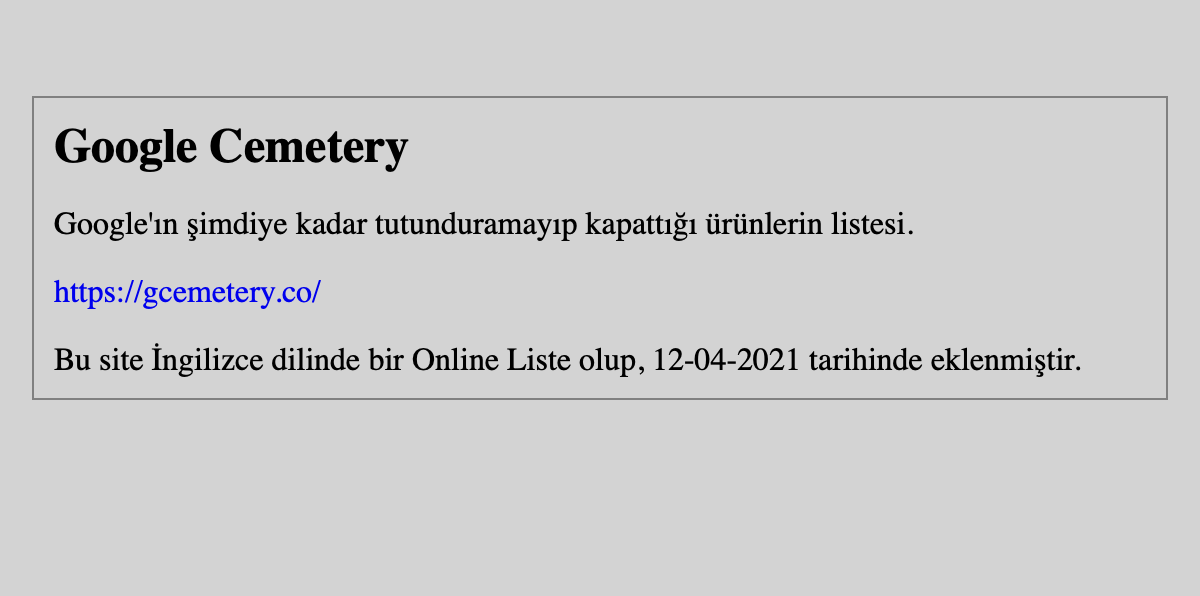 Google Cemetery
Google'ın şimdiye kadar tutunduramayıp kapattığı ürünlerin listesi.
https://gcemetery.co/
Bu site İngilizce dilinde bir Online Liste olup, 12-04-2021 tarihinde eklenmiştir.